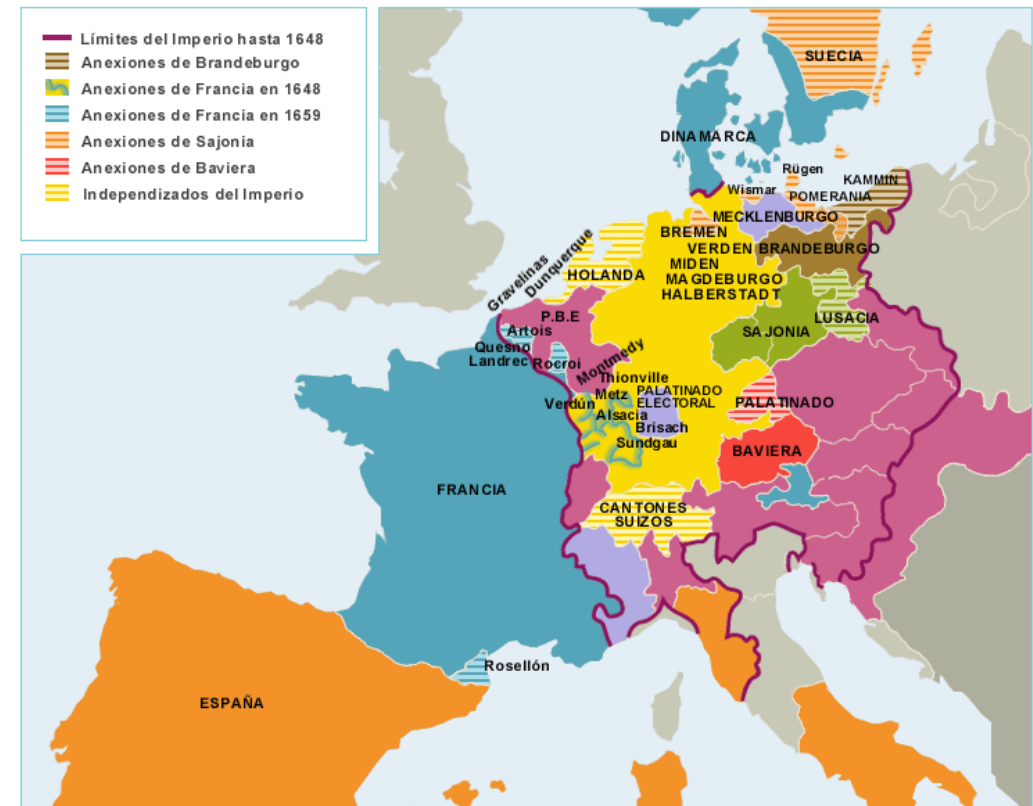 Límites del Imperio hasta 1648
Anexiones de Brandeburgo
Anexiones de Francia en 1648
Anexiones de Francia en 1659
Anexiones de Sajonia
Anexiones de Baviera
Independizados del Imperio
SUECIA
DINAMARCA
Rügen
KAMMIN
Wismar
POMERANIA
MECKLENBURGO
BREMEN
VERDEN
BRANDEBURGO
MIDEN
MAGDEBURGO
HALBERSTADT
Gravelinas
Dunquerque
HOLANDA
P.B.E
Artois
LUSACIA
SAJONIA
Quesno
Landrec
Rocroi
Montmedy
Thionville
Metz
PALATINADO
ELECTORAL
Verdún
Alsacia
Brisach
Sundgau
PALATINADO
BAVIERA
FRANCIA
CANTONES
SUIZOS
Rosellón
ESPAÑA